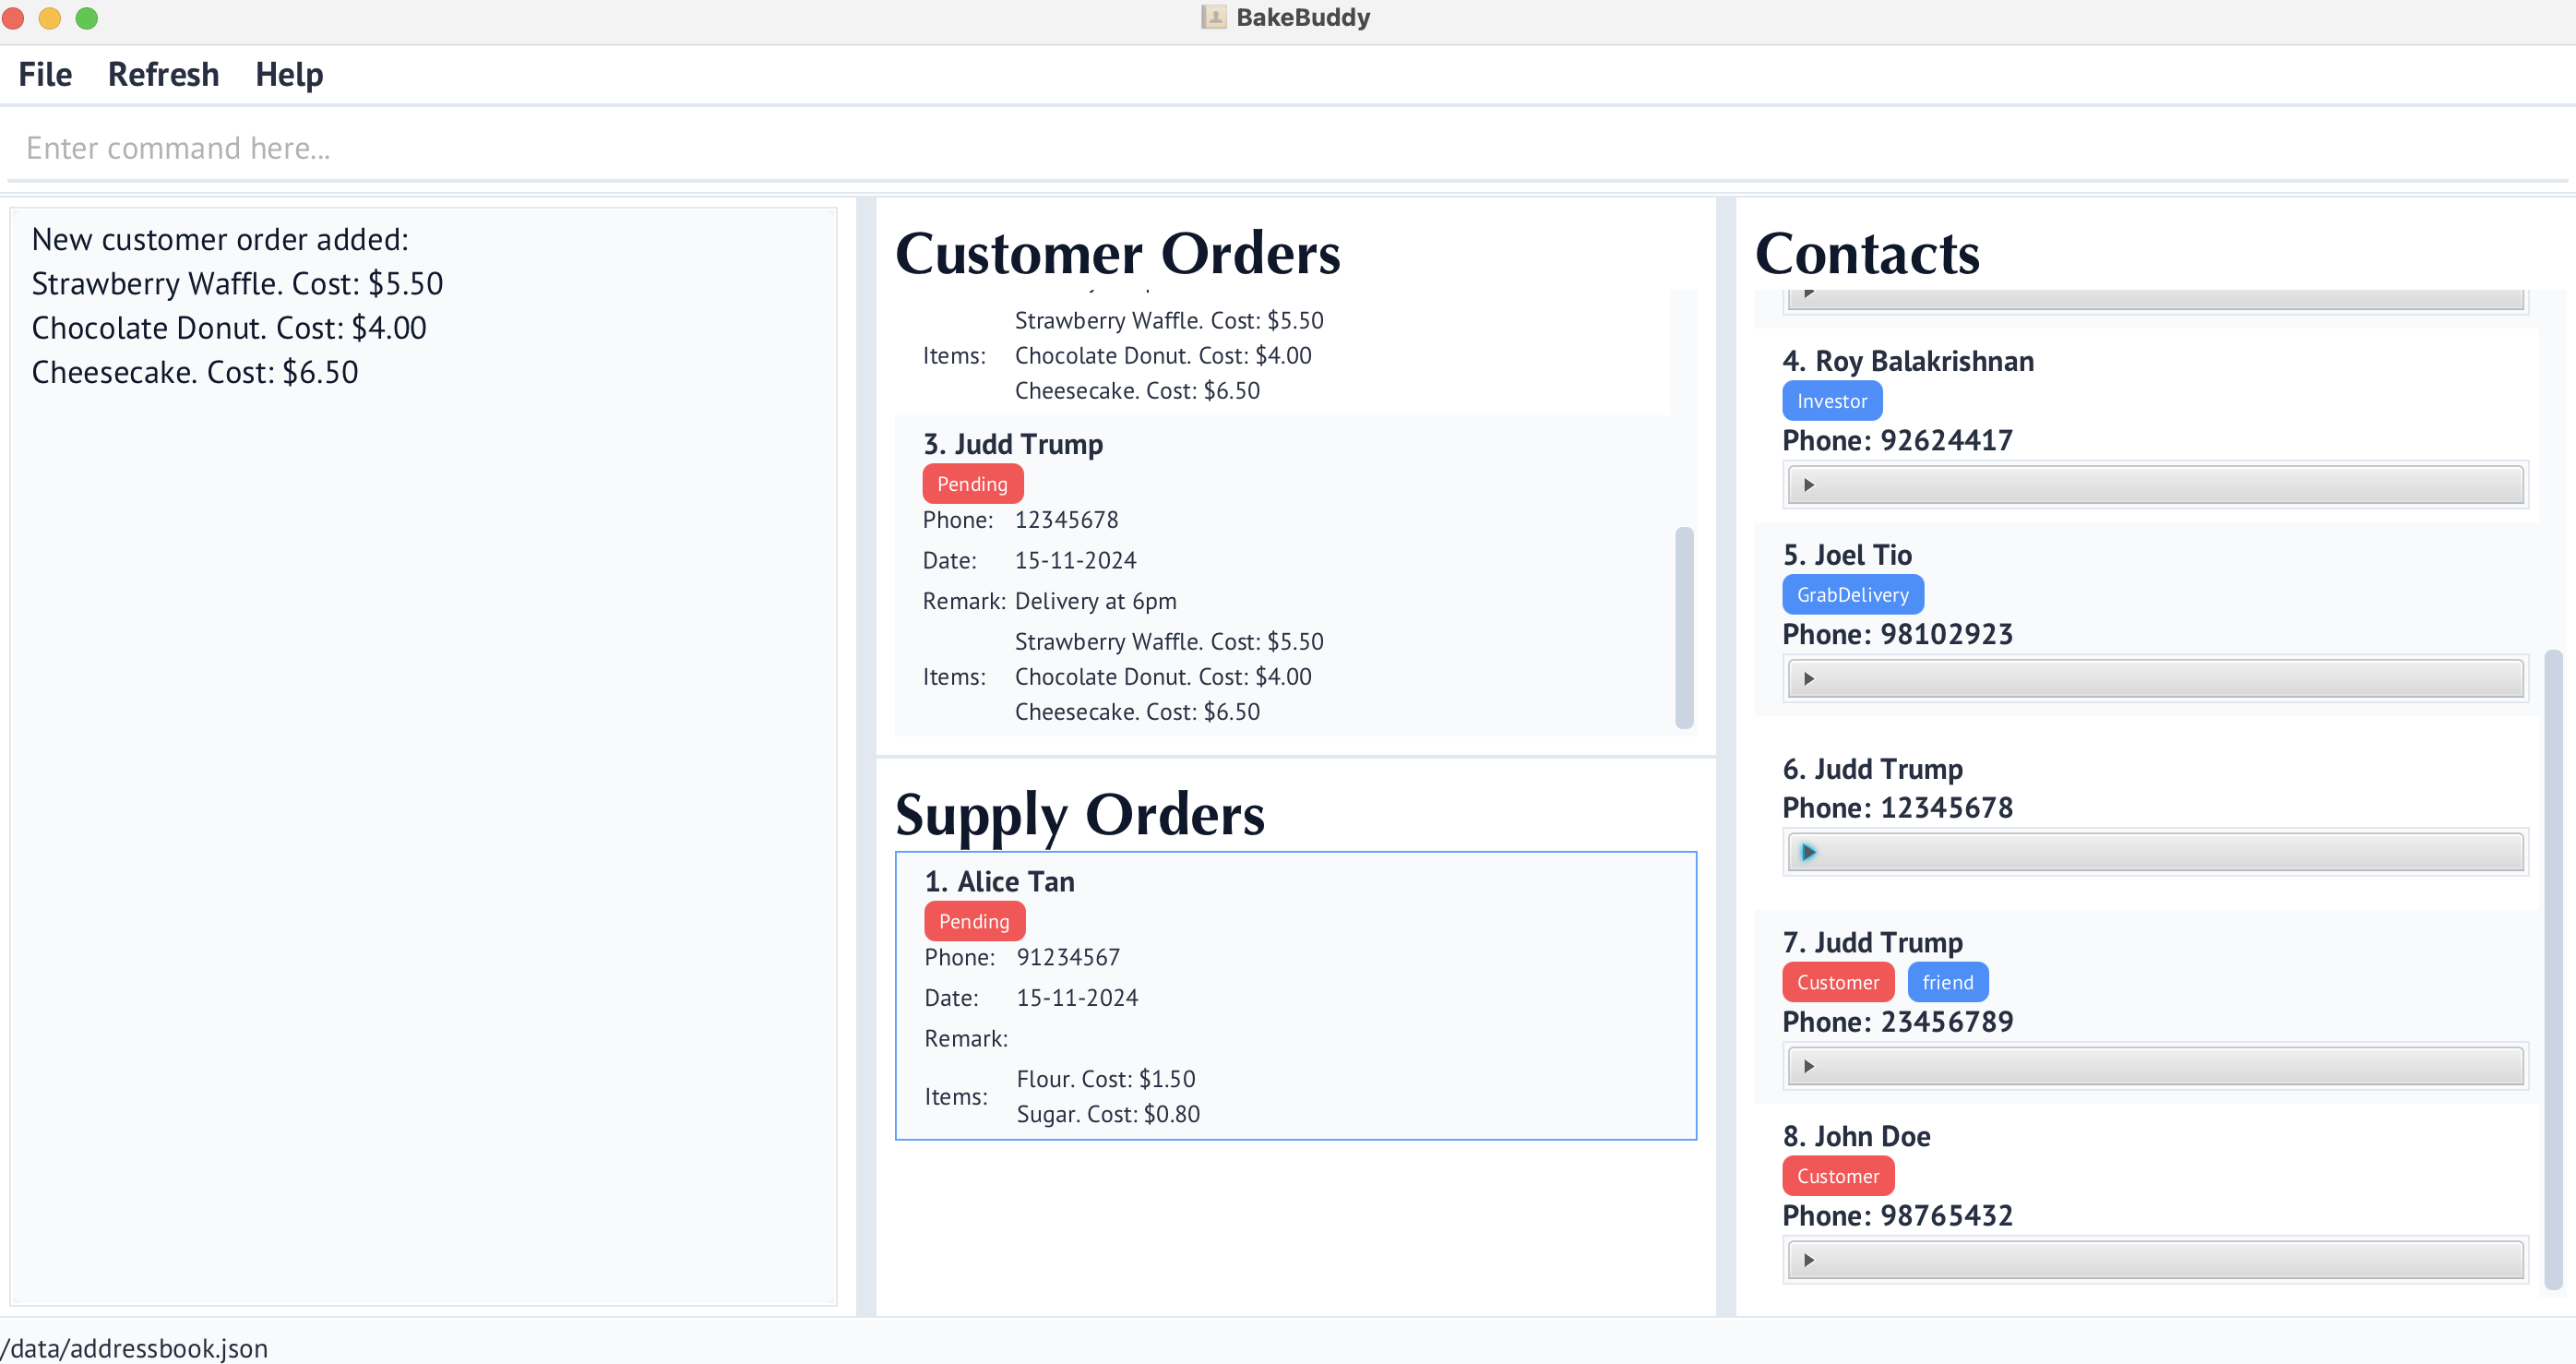 BakeBuddy
File Refresh Help
Enter command here...
New customer order added:
Strawberry Waffle. Cost: $5.50
Chocolate Donut. Cost: $4.00
Cheesecake. Cost: $6.50
Customer Orders
Strawberry Waffle. Cost: $5.50
Items: Chocolate Donut. Cost: $4.00
Cheesecake. Cost: $6.50
3. Judd Trump
Pending
Phone: 12345678
Date: 15-11-2024
Remark: Delivery at 6pm
Strawberry Waffle. Cost: $5.50
Items: Chocolate Donut. Cost: $4.00
Cheesecake. Cost: $6.50
Supply Orders
1. Alice Tan
Pending
Phone: 91234567
Date: 15-11-2024
Remark:
Flour. Cost: $1.50
Items:
Sugar. Cost: $0.80
Contacts
4. Roy Balakrishnan
Investor
Phone: 92624417
5. Joel Tio
GrabDelivery
Phone: 98102923
6. Judd Trump
Phone: 12345678
7. Judd Trump
Customer friend
Phone: 23456789
8. John Doe
Customer
Phone: 98765432
/data/addressbook.json